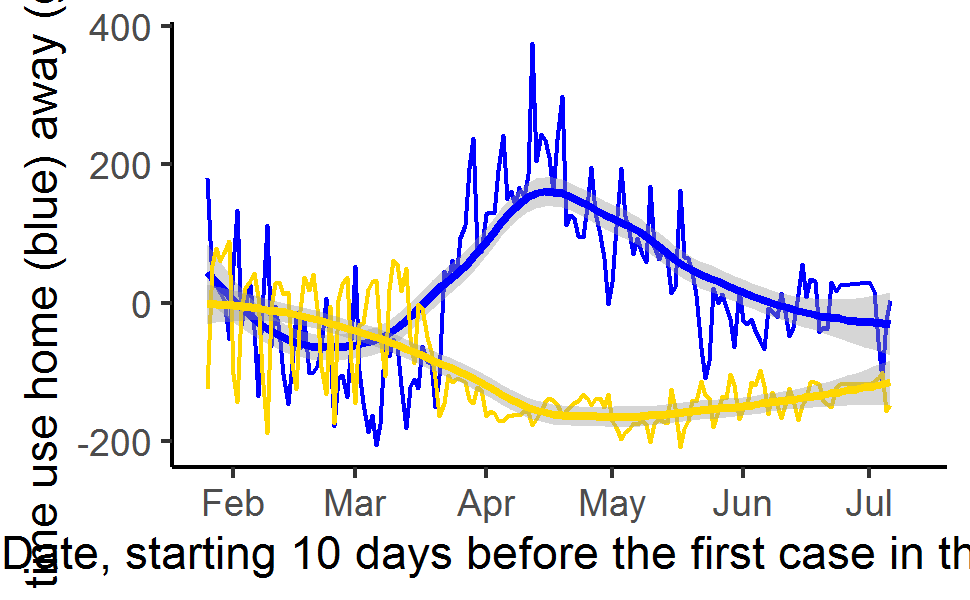 time use home (blue) away (
400
200
0
-200
Feb Mar Apr May Jun Jul
Date, starting 10 days before the first case in th